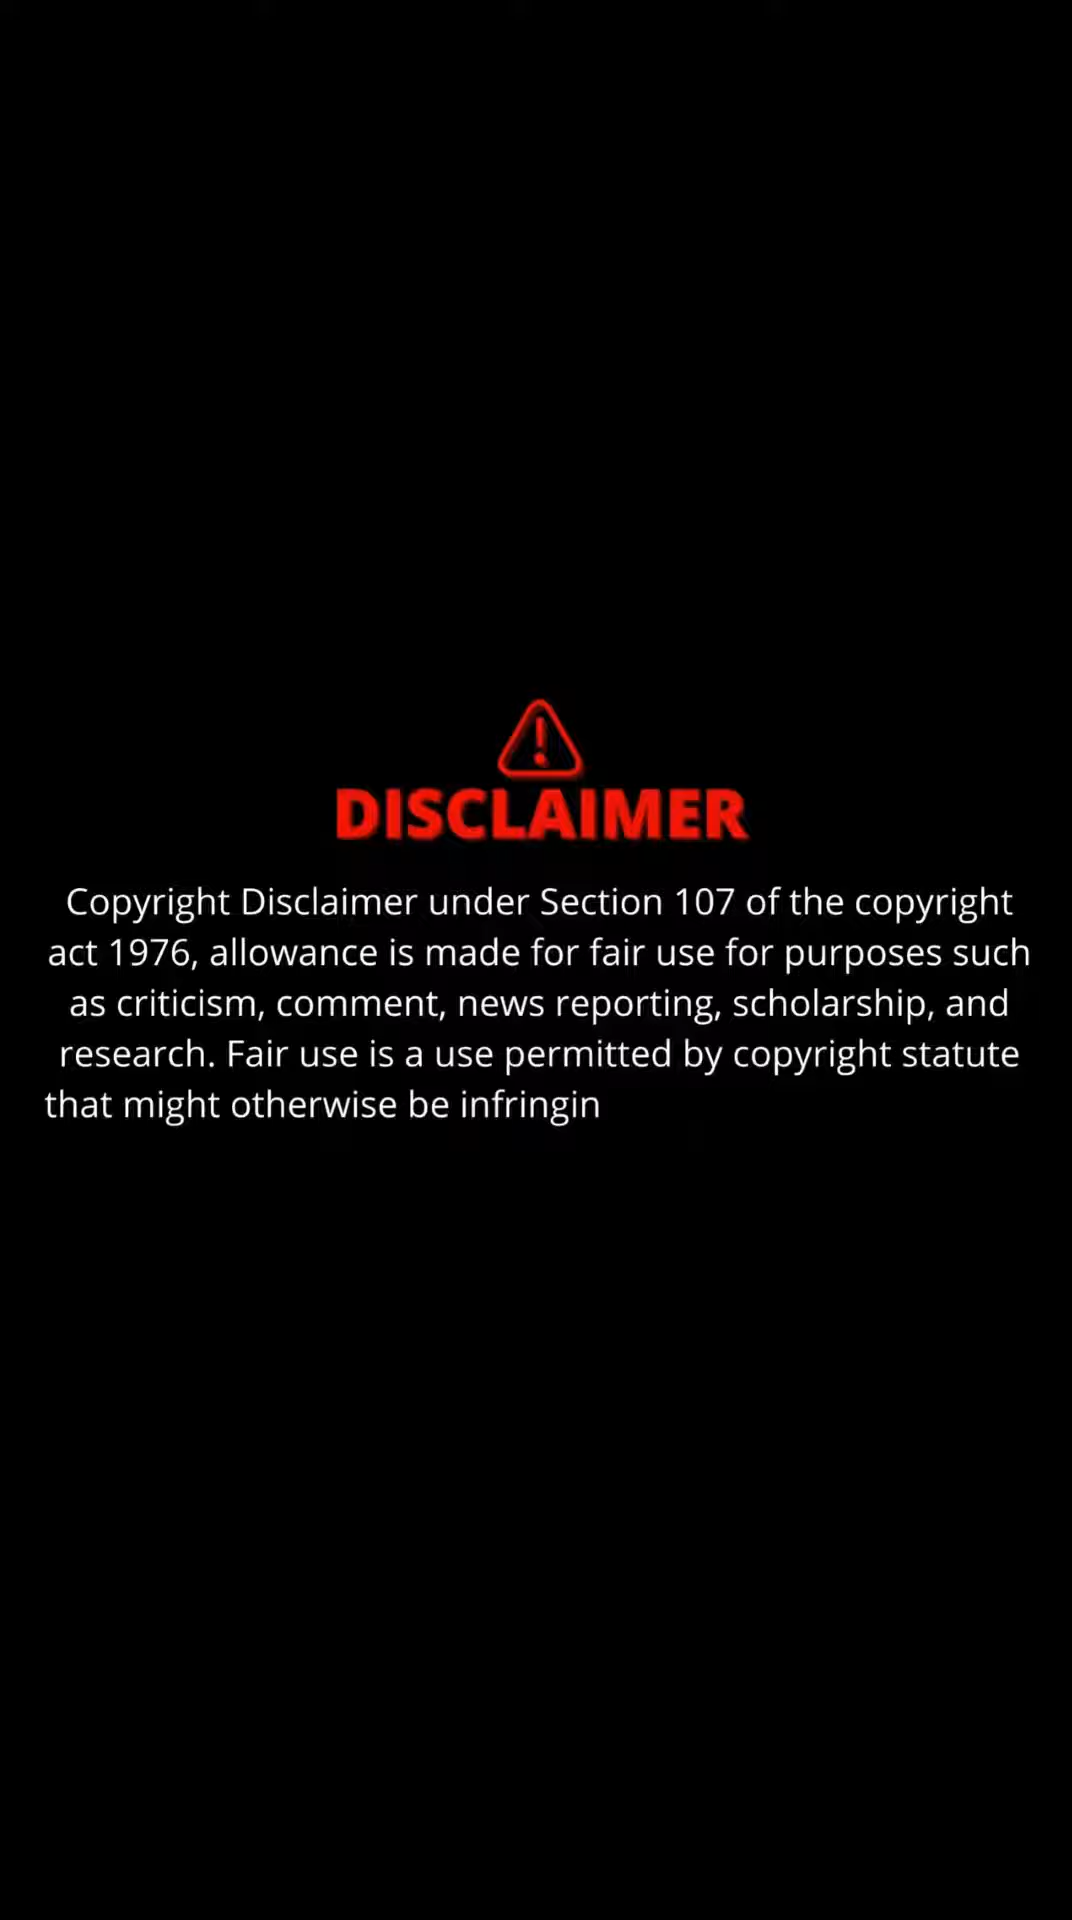 DISCLAIMER
Copyright Disclaimer under Section 107 of the copyright
act 1976, allowance is made for fair use for purposes such
as criticism, comment, news reporting, scholarship, and
research. Fair use is a use permitted by copyright statute
that might otherwise be infringin